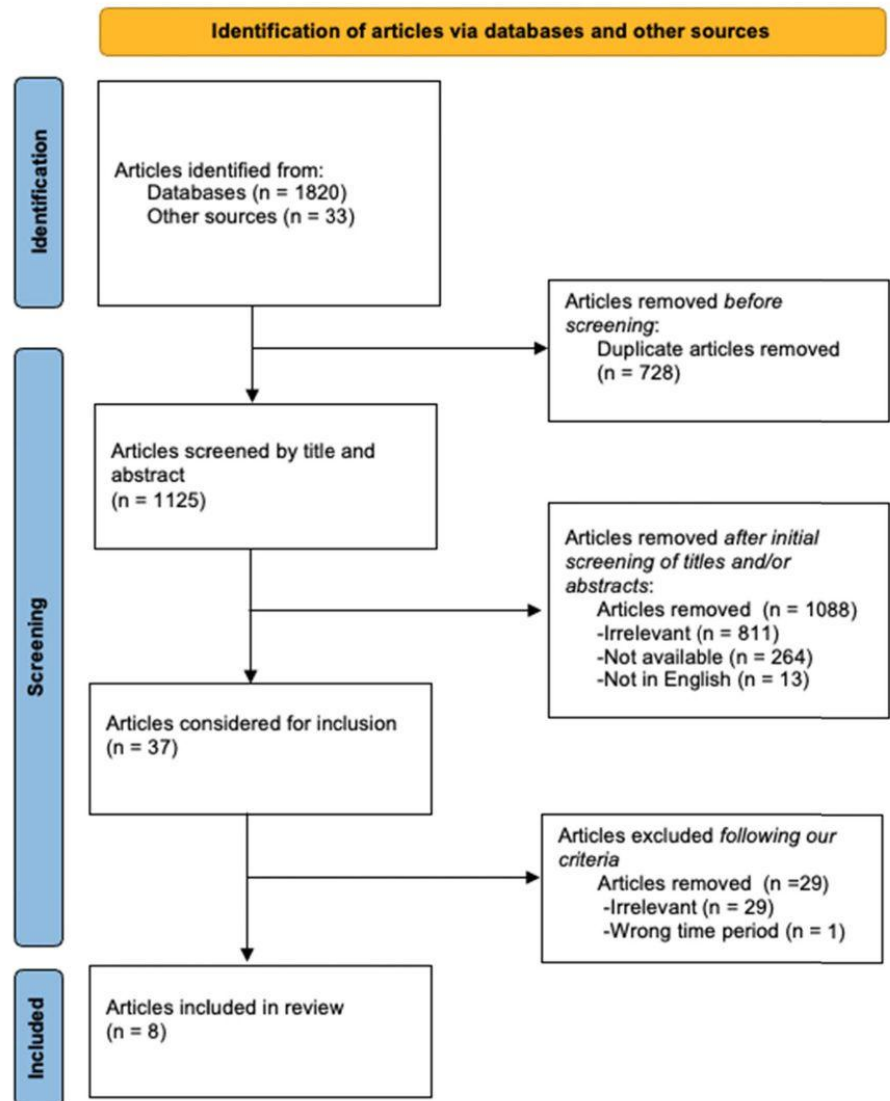 Identification of articles via databases and other sources
Identification
Articles identified from:
Databases (n = 1820)
Other sources (n = 33)
Articles removed before
screening:
Duplicate articles removed
(n = 728)
Screening
Articles screened by title and
abstract
(n = 1125)
Articles removed after initial
screening of titles and/or
abstracts:
Articles removed (n = 1088)
-Irrelevant (n = 811)
-Not available (n = 264)
-Not in English (n = 13)
Articles considered for inclusion
(n = 37)
Articles excluded following our
criteria
Articles removed (n =29)
-Irrelevant (n = 29)
-Wrong time period (n = 1)
Included
Articles included in review
(n = 8)